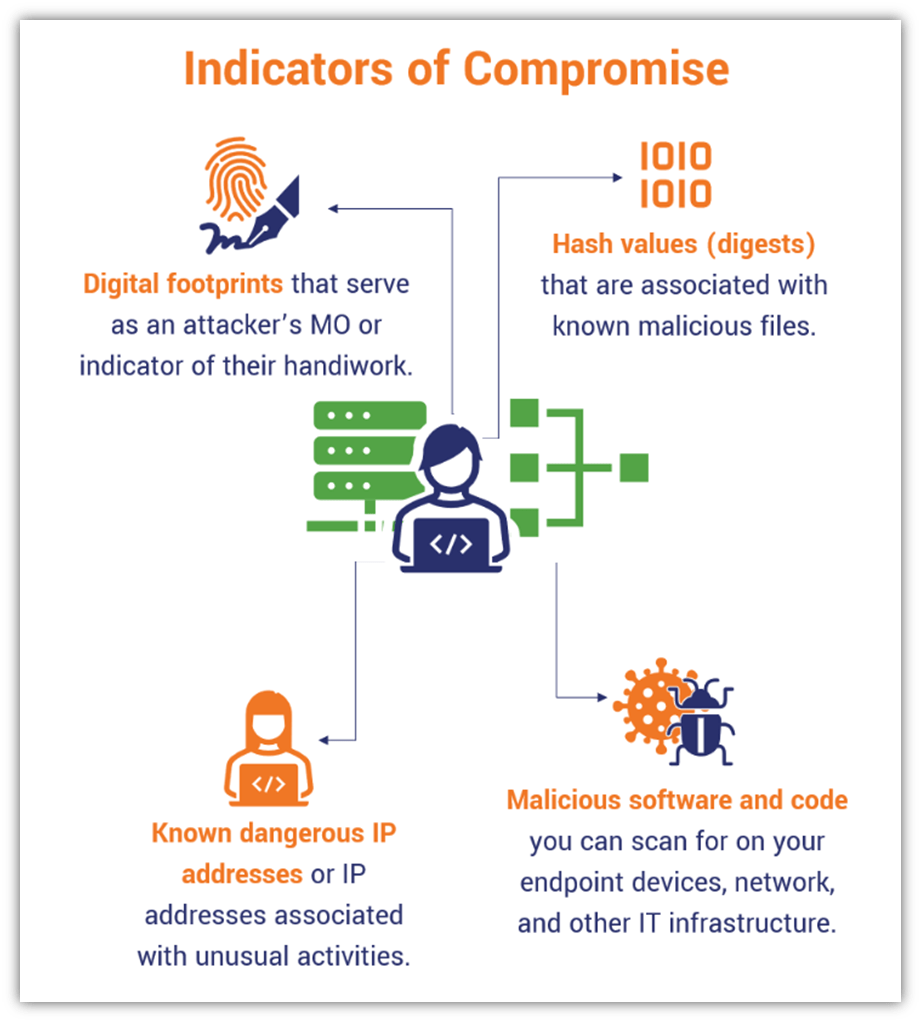 Indicators of Compromise
1010
1010
Digital footprints that serve
as an attacker's MO or
indicator of their handiwork.
Hash values (digests)
that are associated with
known malicious files.
</>
</>
Known dangerous IP
addresses or IP
addresses associated
with unusual activities.
Malicious software and code
you can scan for on your
endpoint devices, network,
and other IT infrastructure.